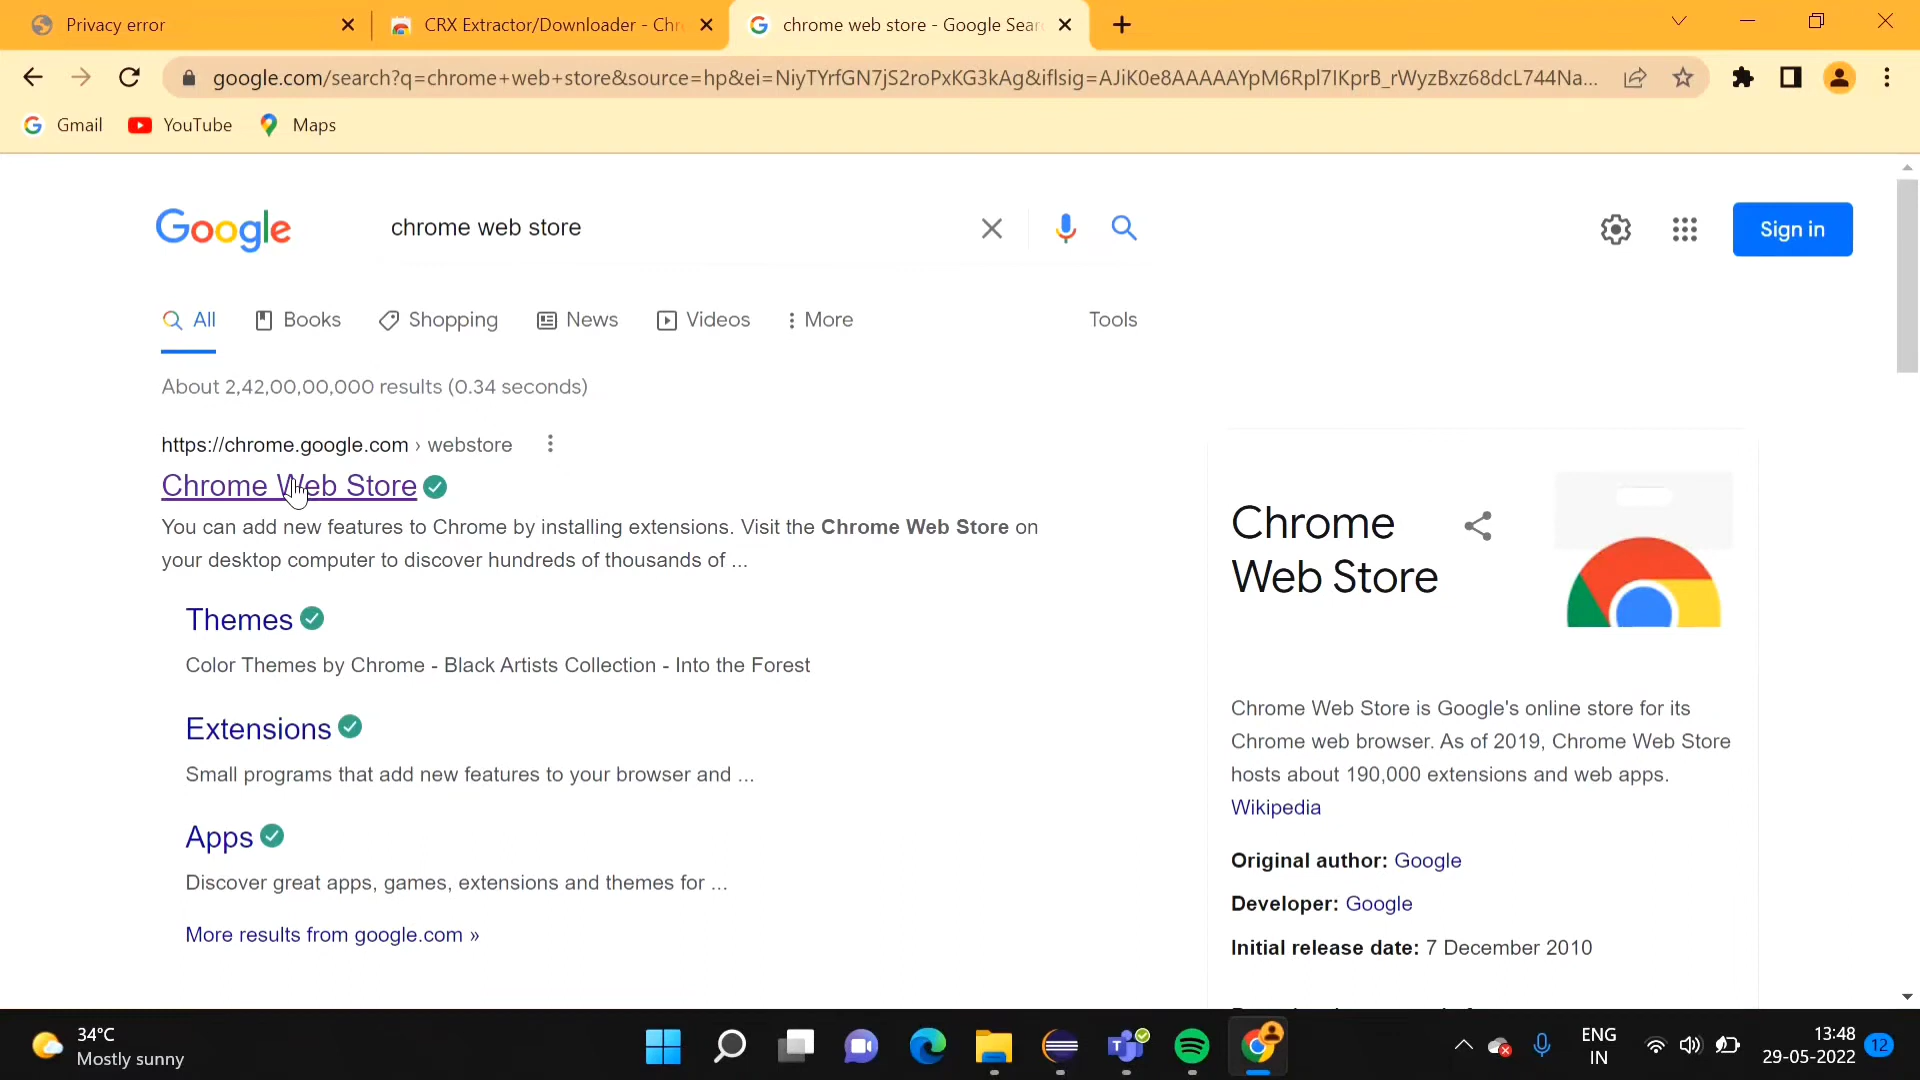 Privacy error
CRX Extractor/Downloader - Chr
chrome web store - Google Sear
google.com/search?q=chrome+web+store&source=hp&ei=NiyTYrfGN7jS2roPxKG3kAg&iflsig=AJiK0e8AAAAAYpM6Rpl7IKprB_rWyzBxz68dcL744Na...
Gmail
YouTube
Maps
Google
chrome web store
Sign in
All
Books
Shopping
News
Videos
More
Tools
About 2,42,00,00,000 results (0.34 seconds)
https://chrome.google.com › webstore
Chrome Web Store
You can add new features to Chrome by installing extensions. Visit the Chrome Web Store on
your desktop computer to discover hundreds of thousands of ...
Themes
Color Themes by Chrome - Black Artists Collection - Into the Forest
Extensions
Small programs that add new features to your browser and ...
Apps
Discover great apps, games, extensions and themes for ...
More results from google.com »
Chrome
Web Store
Chrome Web Store is Google's online store for its
Chrome web browser. As of 2019, Chrome Web Store
hosts about 190,000 extensions and web apps.
Wikipedia
Original author: Google
Developer: Google
Initial release date: 7 December 2010
34°C
Mostly sunny
ENG
IN
13:48
29-05-2022
12